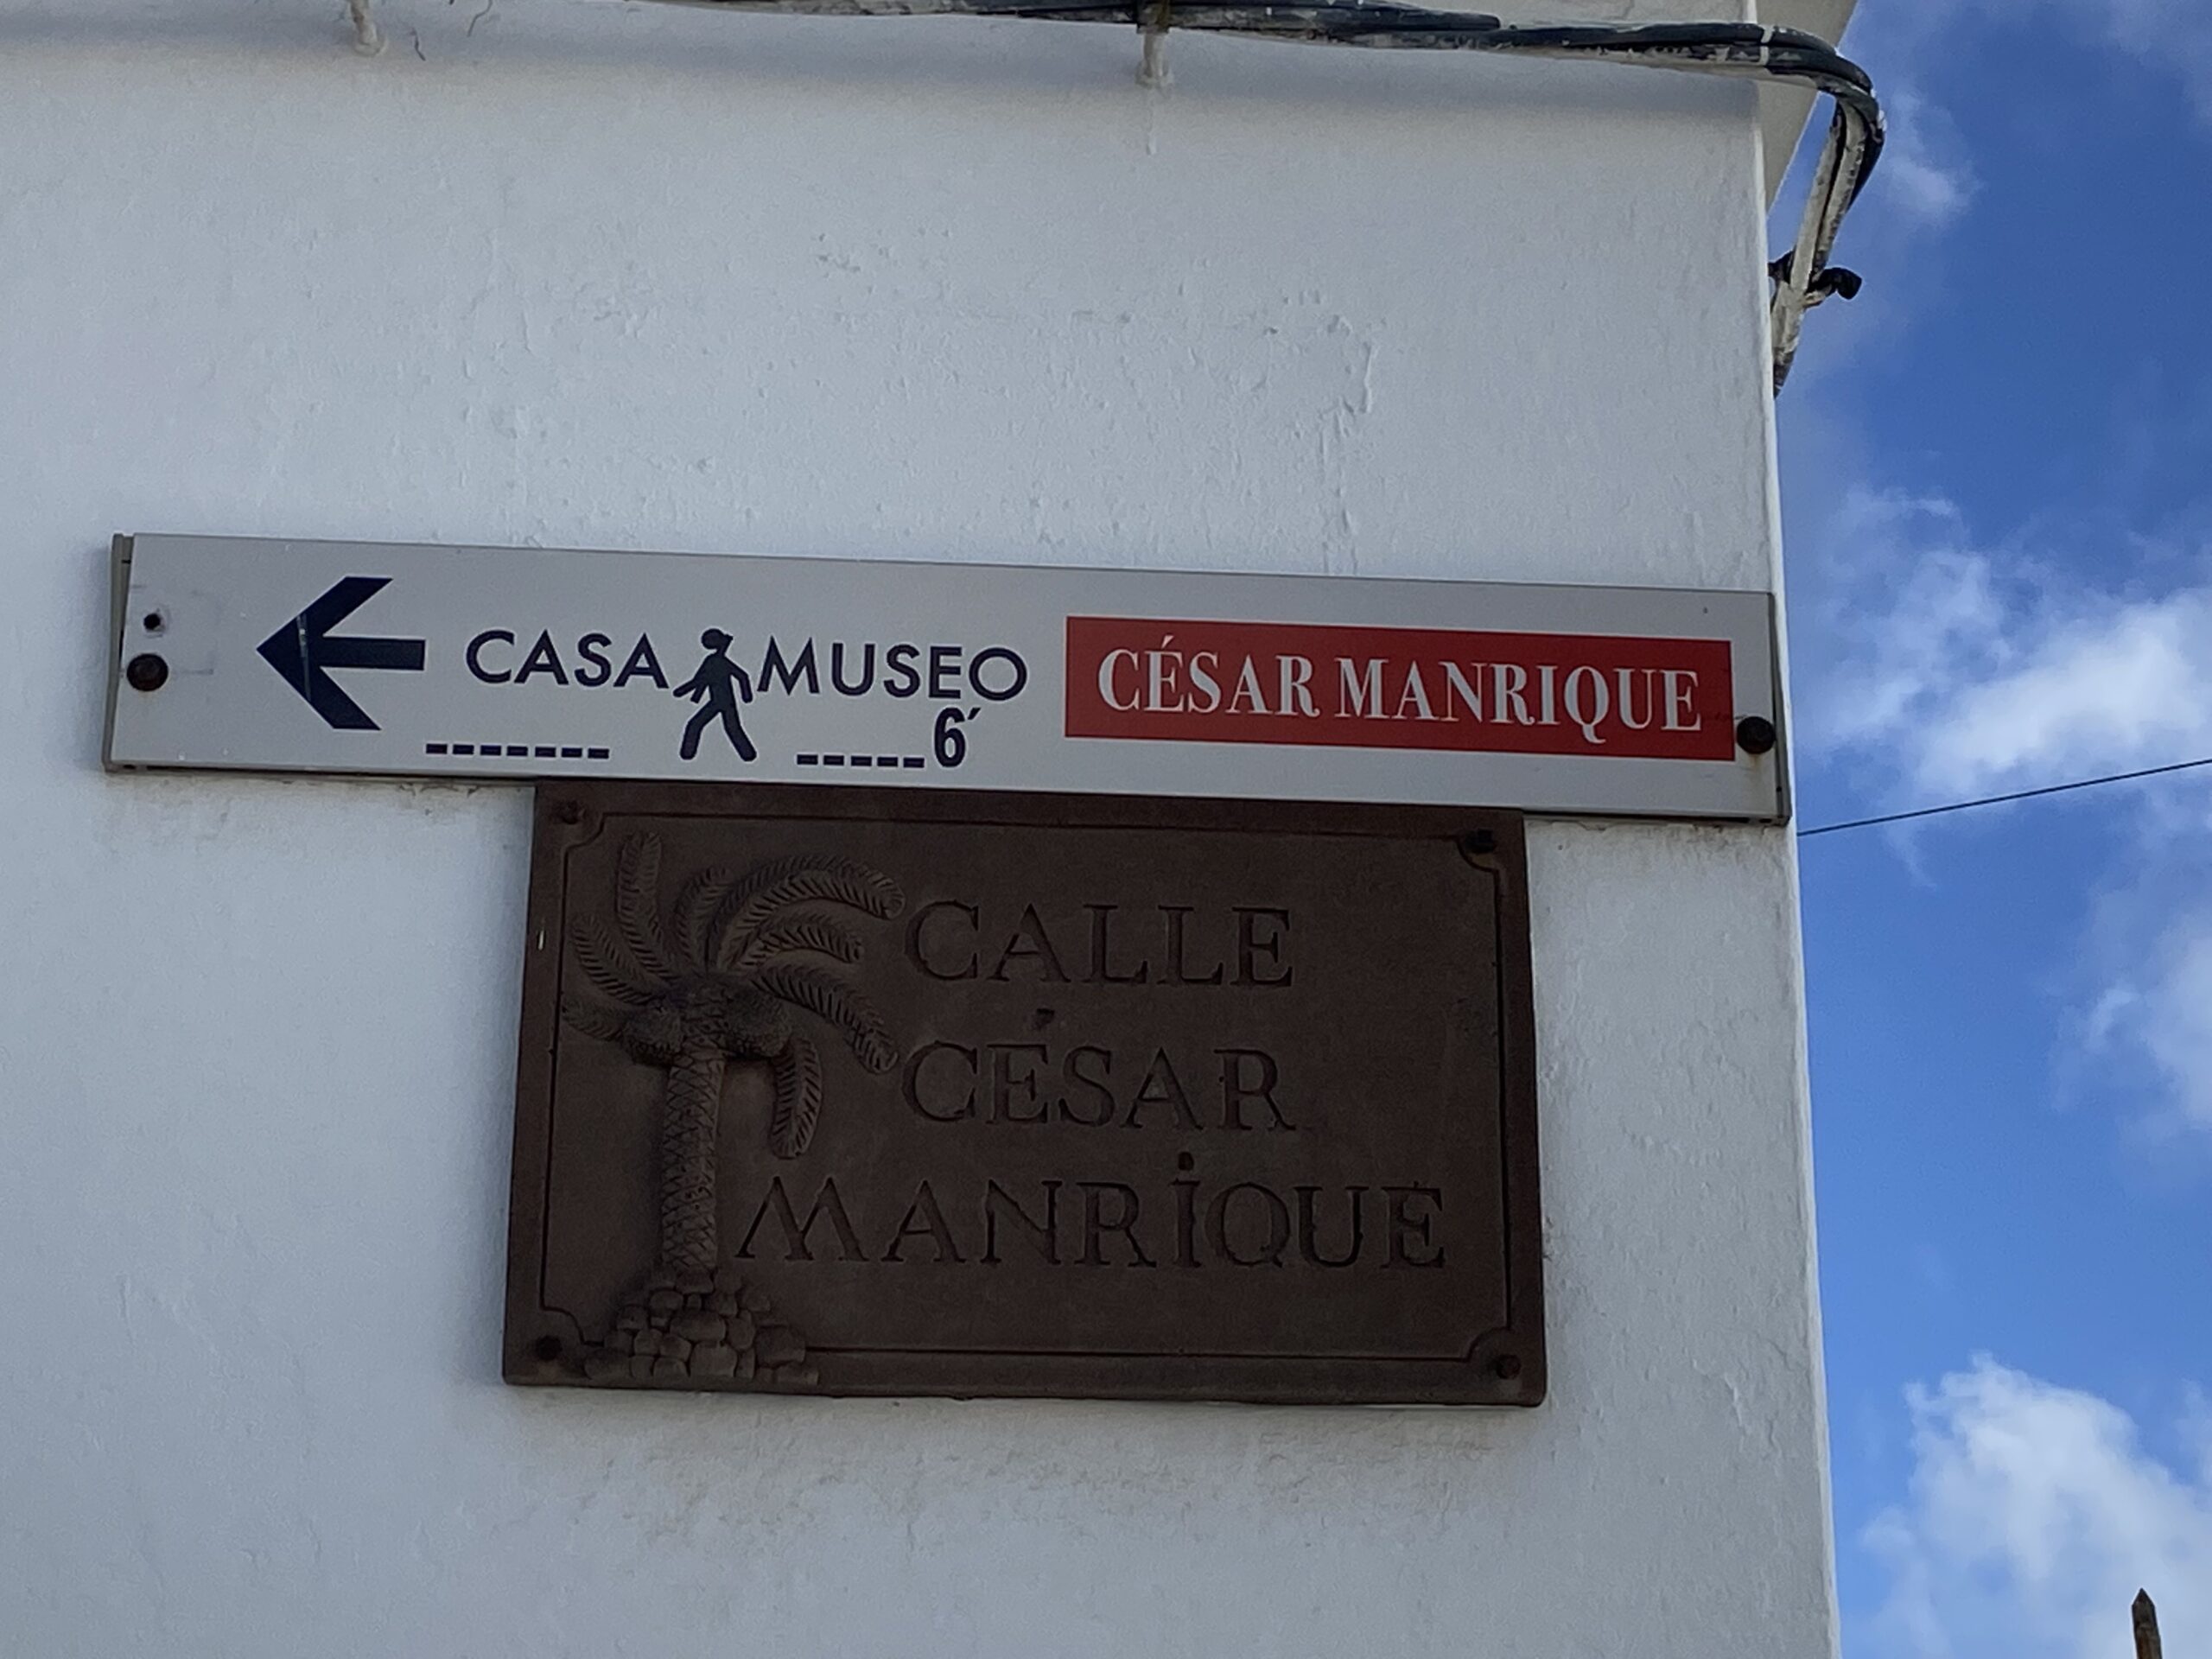 CASA MUSEO CÉSAR MANRIQUE
6´
CALLE
CÉSAR
MANRIQUE